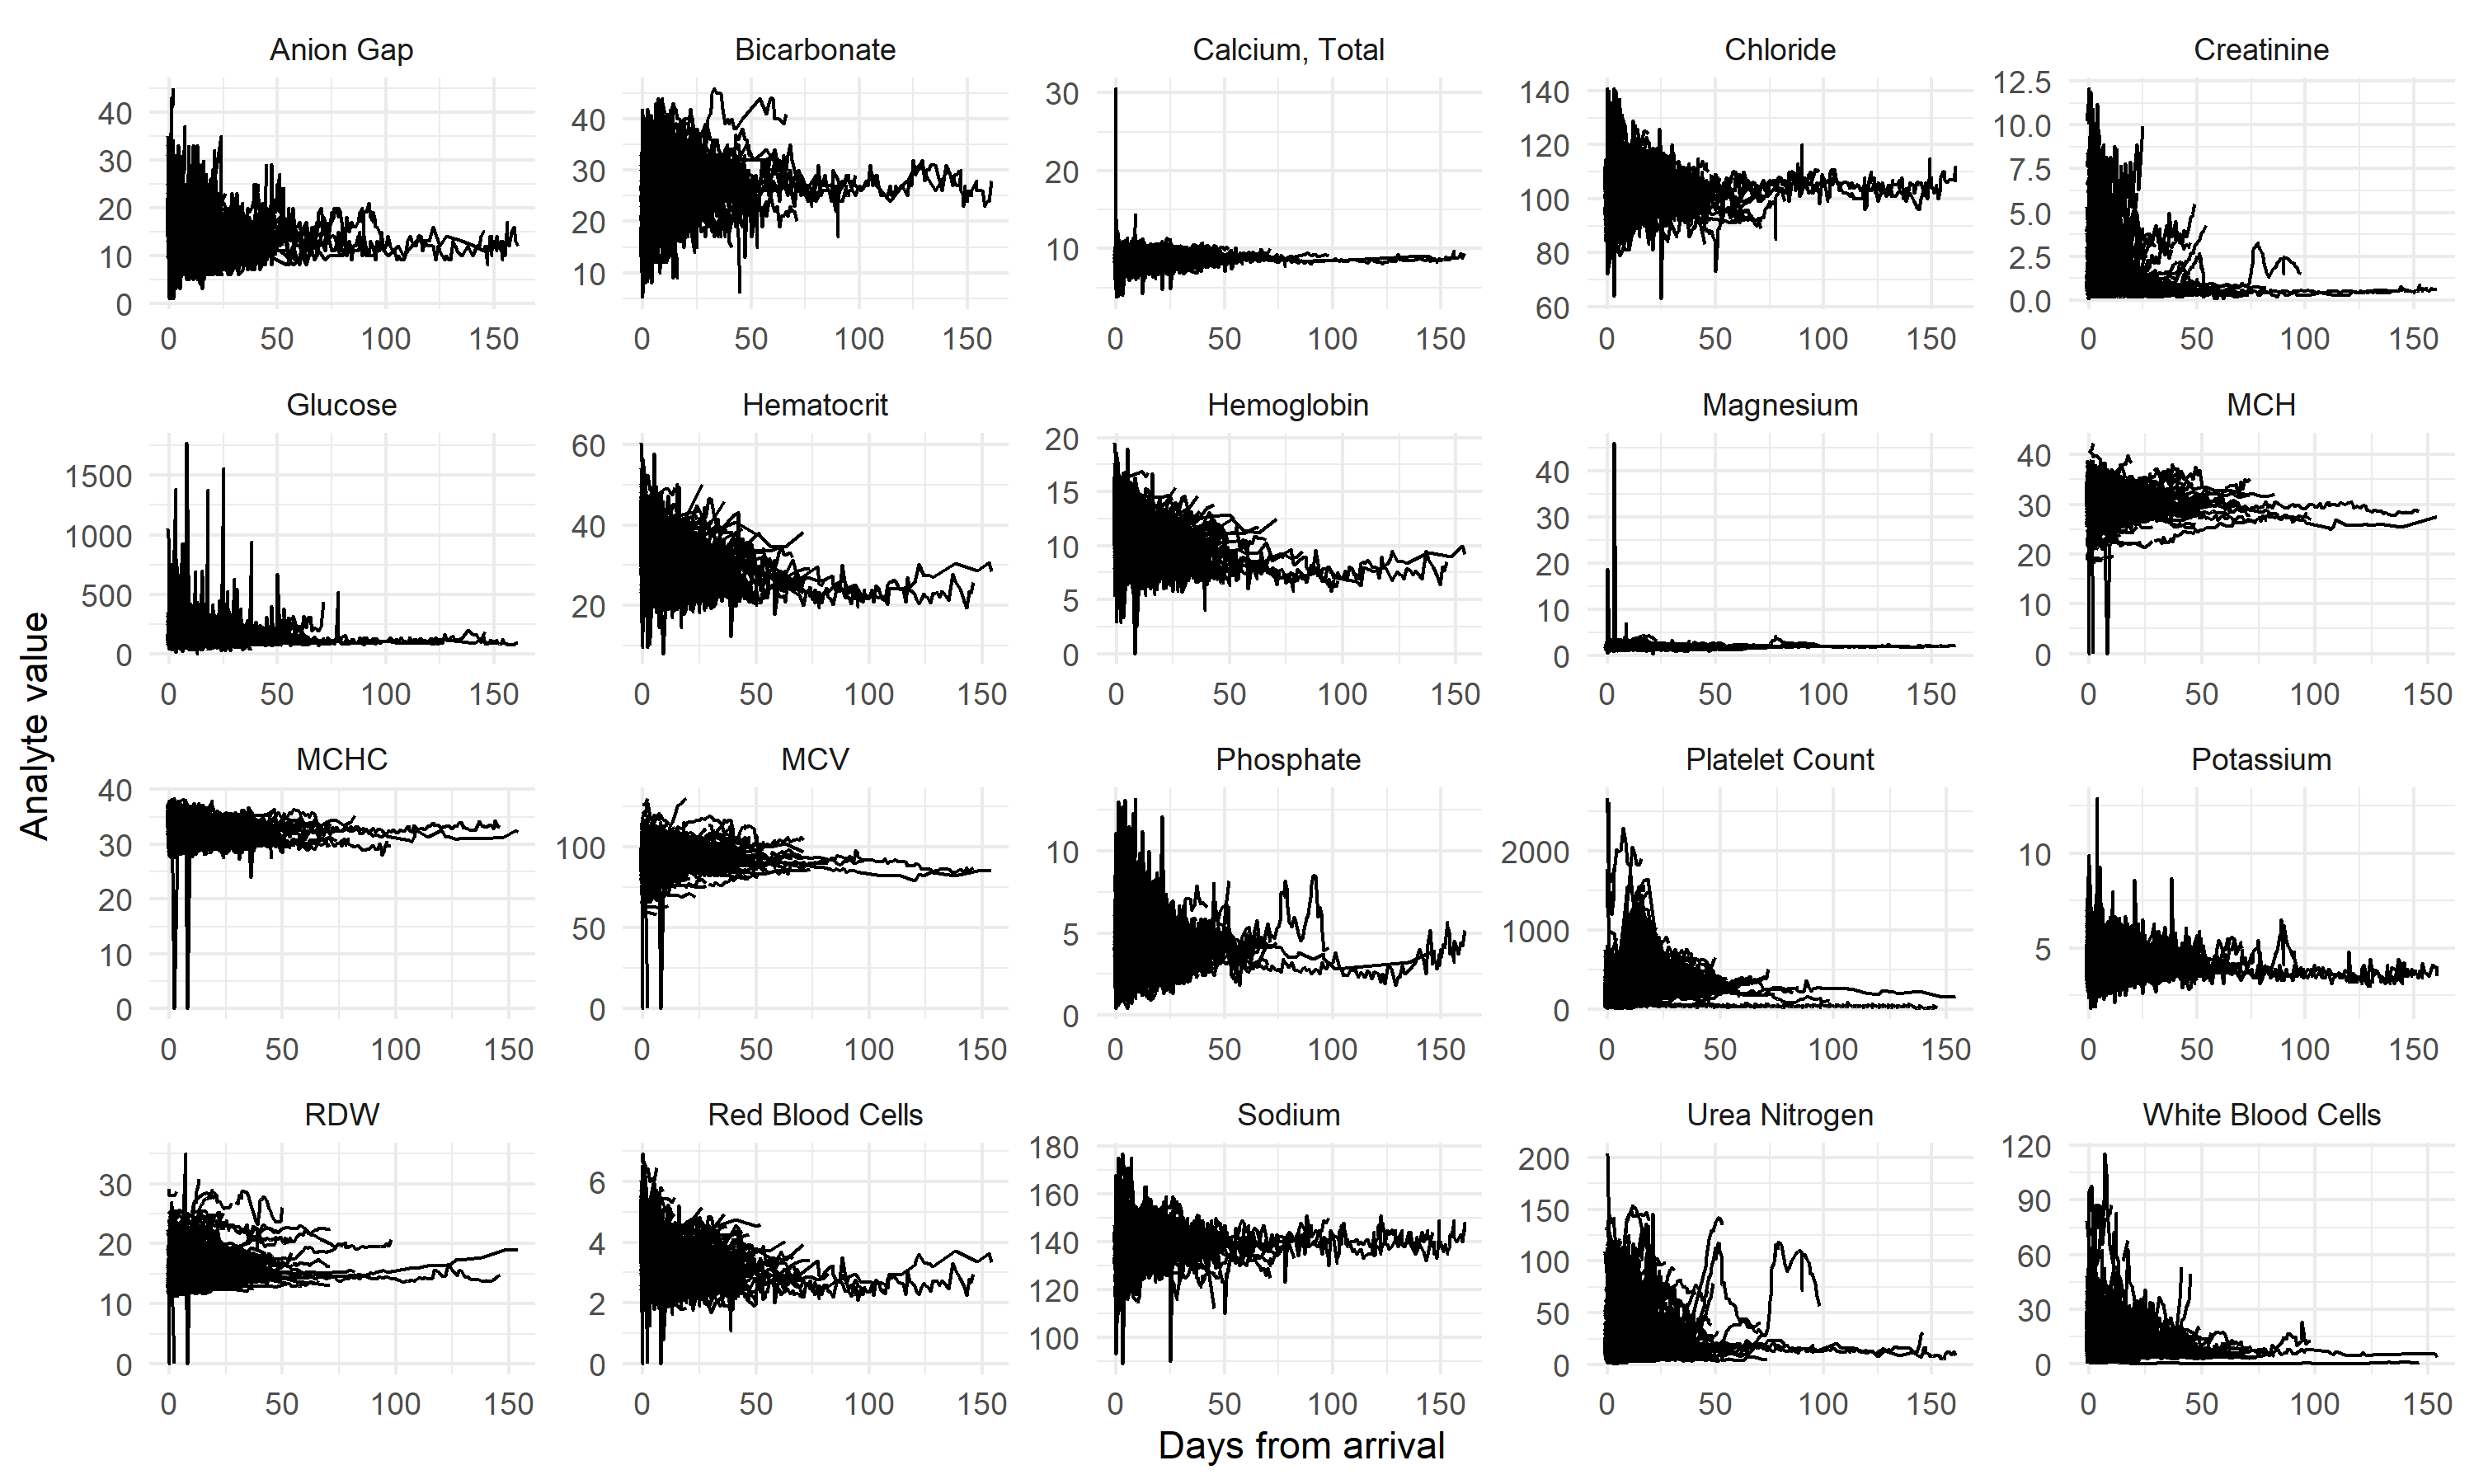 Anion Gap Bicarbonate Calcium, Total Chloride Creatinine
40 30 20 10 0
40 30 20 10
30 20 10
140 120 100 80 60
12.5 10.0 7.5 5.0 2.5 0.0
0 50 100 150 0 50 100 150 0 50 100 150 0 50 100 150 0 50 100 150
Glucose Hematocrit Hemoglobin Magnesium MCH
1500 1000 500 0
60 40 20
20 15 10 5 0
40 30 20 10 0
40 30 20 10 0
0 50 100 150 0 50 100 150 0 50 100 150 0 50 100 150 0 50 100 150
Analyte value
MCHC MCV Phosphate Platelet Count Potassium
40 30 20 10 0
100 50 0
10 5 0
2000 1000 0
10 5
0 50 100 150 0 50 100 150 0 50 100 150 0 50 100 150 0 50 100 150
RDW Red Blood Cells Sodium Urea Nitrogen White Blood Cells
30 20 10 0
6 4 2 0
180 160 140 120 100
200 150 100 50 0
120 90 60 30 0
0 50 100 150 0 50 100 150 0 50 100 150 0 50 100 150 0 50 100 150
Days from arrival